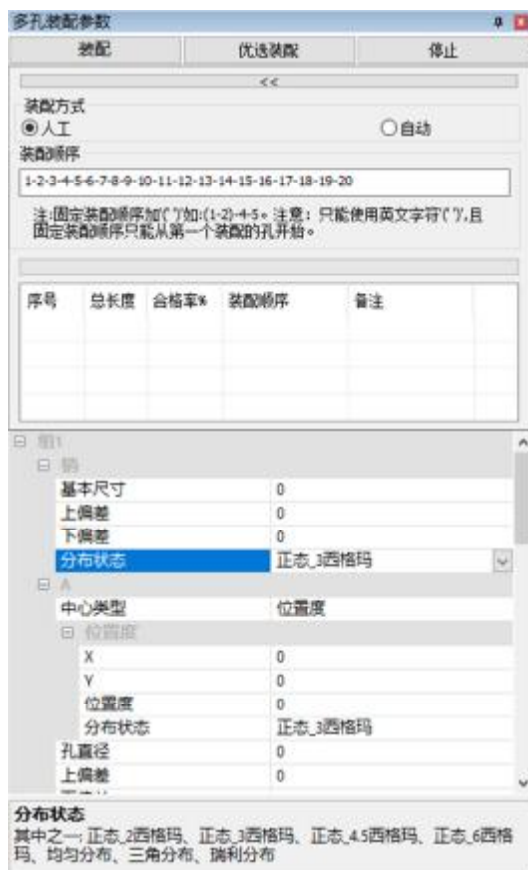 多孔装配参数
装配 优选装配 停止
<<
装配方式
人工 自动
装配顺序
1-2-3-4-5-6-7-8-9-10-11-12-13-14-15-16-17-18-19-20
注:固定装配顺序加( ')'如:(1-2)-4-5。注意：只能使用英文字符( '),且
固定装配顺序只能从第一个装配的孔开始。
序号 总长度 合格率% 装配顺序 备注
组1
销
基本尺寸 0
上偏差 0
下偏差 0
分布状态 正态_3西格玛
A
中心类型 位置度
位置度
X 0
Y 0
位置度 0
分布状态 正态_3西格玛
孔直径 0
上偏差 0
分布状态
其中之一: 正态_2西格玛、正态_3西格玛、正态_4.5西格玛、正态_6西格
玛、均匀分布、三角分布、瑞利分布